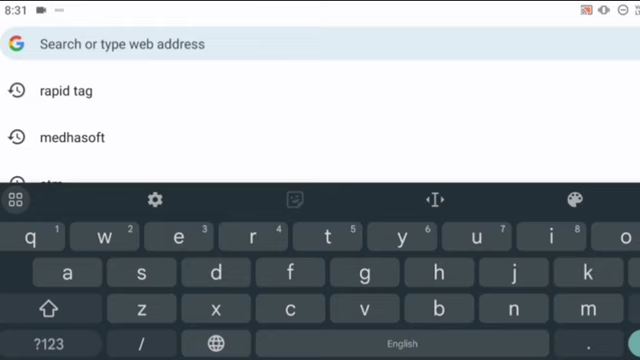 8:31
Search or type web address
rapid tag
medhasoft
q 1 w 2 e 3 r 4 t 5 y 6 u 7 i 8 o
a s d f g h j k
z x c v b n m
?123 / English .